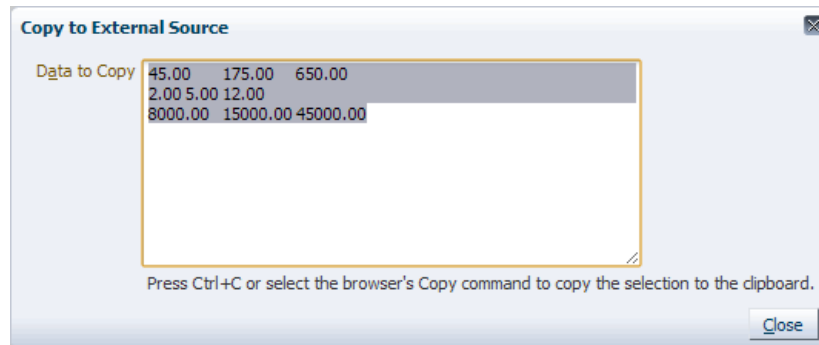 Copy to External Source
Data to Copy
45.00 175.00 650.00
2.00 5.00 12.00
8000.00 15000.00 45000.00
Press Ctrl+C or select the browser's Copy command to copy the selection to the clipboard.
Close